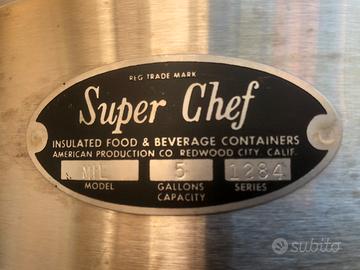 REG TRADE MARK
Super Chef
INSULATED FOOD & BEVERAGE CONTAINERS
AMERICAN PRODUCTION CO. REDWOOD CITY, CALIF.
MIL 5 1284
MODEL GALLONS CAPACITY SERIES
subito